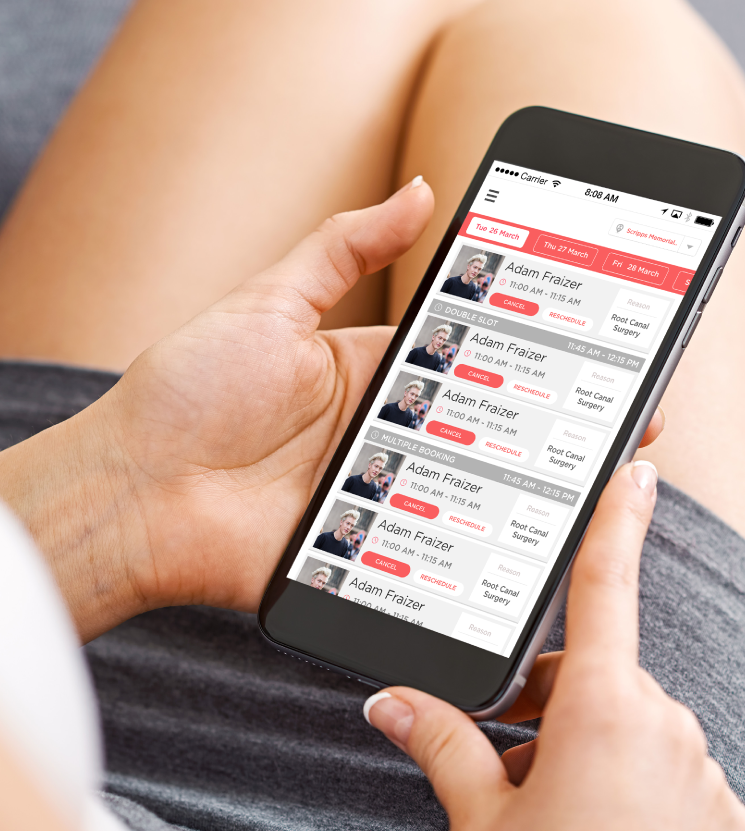 Carrier 8:08 AM
Scripps Memorial.
Tue 26 March Thu 27 March Fri 28 March S
Adam Fraizer
11:00 AM - 11:15 AM
CANCEL RESCHEDULE
Reason
Root Canal
Surgery
DOUBLE SLOT 11:45 AM - 12:15 PM
Adam Fraizer
11:00 AM - 11:15 AM
CANCEL RESCHEDULE
Reason
Root Canal
Surgery
Adam Fraizer
11:00 AM - 11:15 AM
CANCEL RESCHEDULE
Reason
Root Canal
Surgery
MULTIPLE BOOKING 11:45 AM - 12:15 PM
Adam Fraizer
11:00 AM - 11:15 AM
CANCEL RESCHEDULE
Reason
Root Canal
Surgery
Adam Fraizer
11:00 AM - 11:15 AM
CANCEL RESCHEDULE
Reason
Root Canal
Surgery
Adam Fraizer
11:00 AM - 11:15 AM
Reason